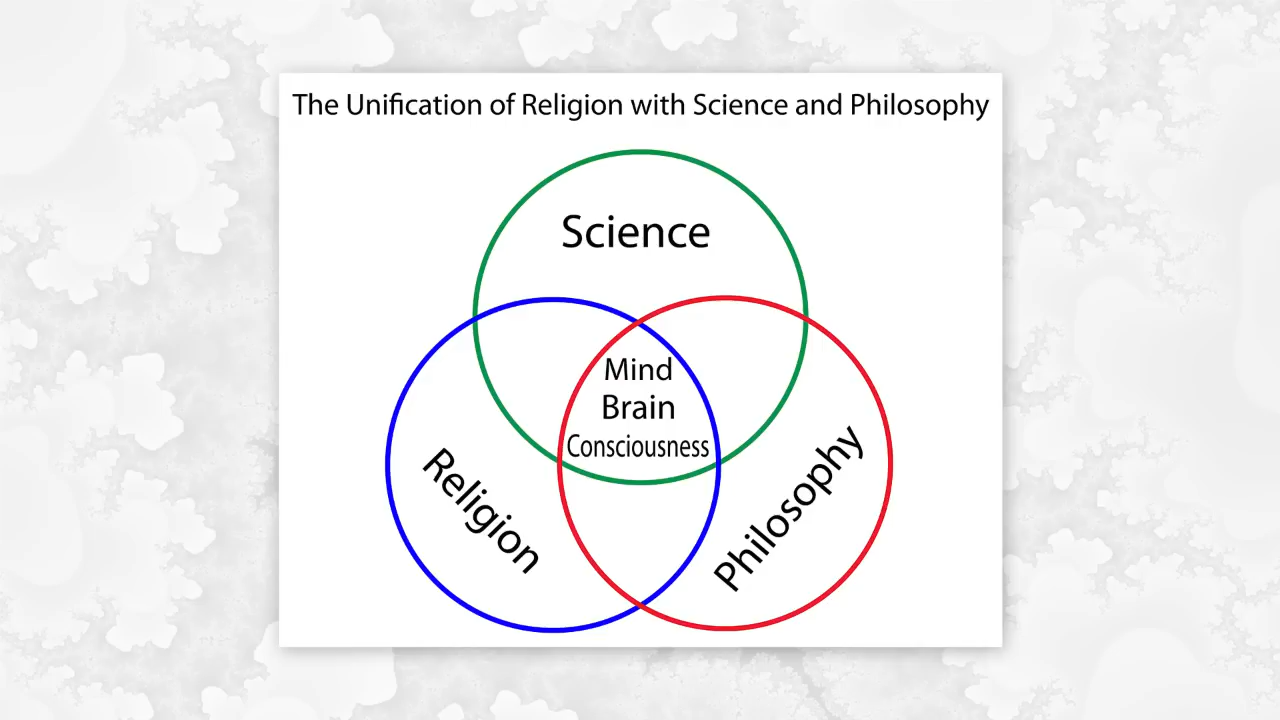 The Unification of Religion with Science and Philosophy
Science
Mind
Brain
Consciousness
Religion
Philosophy